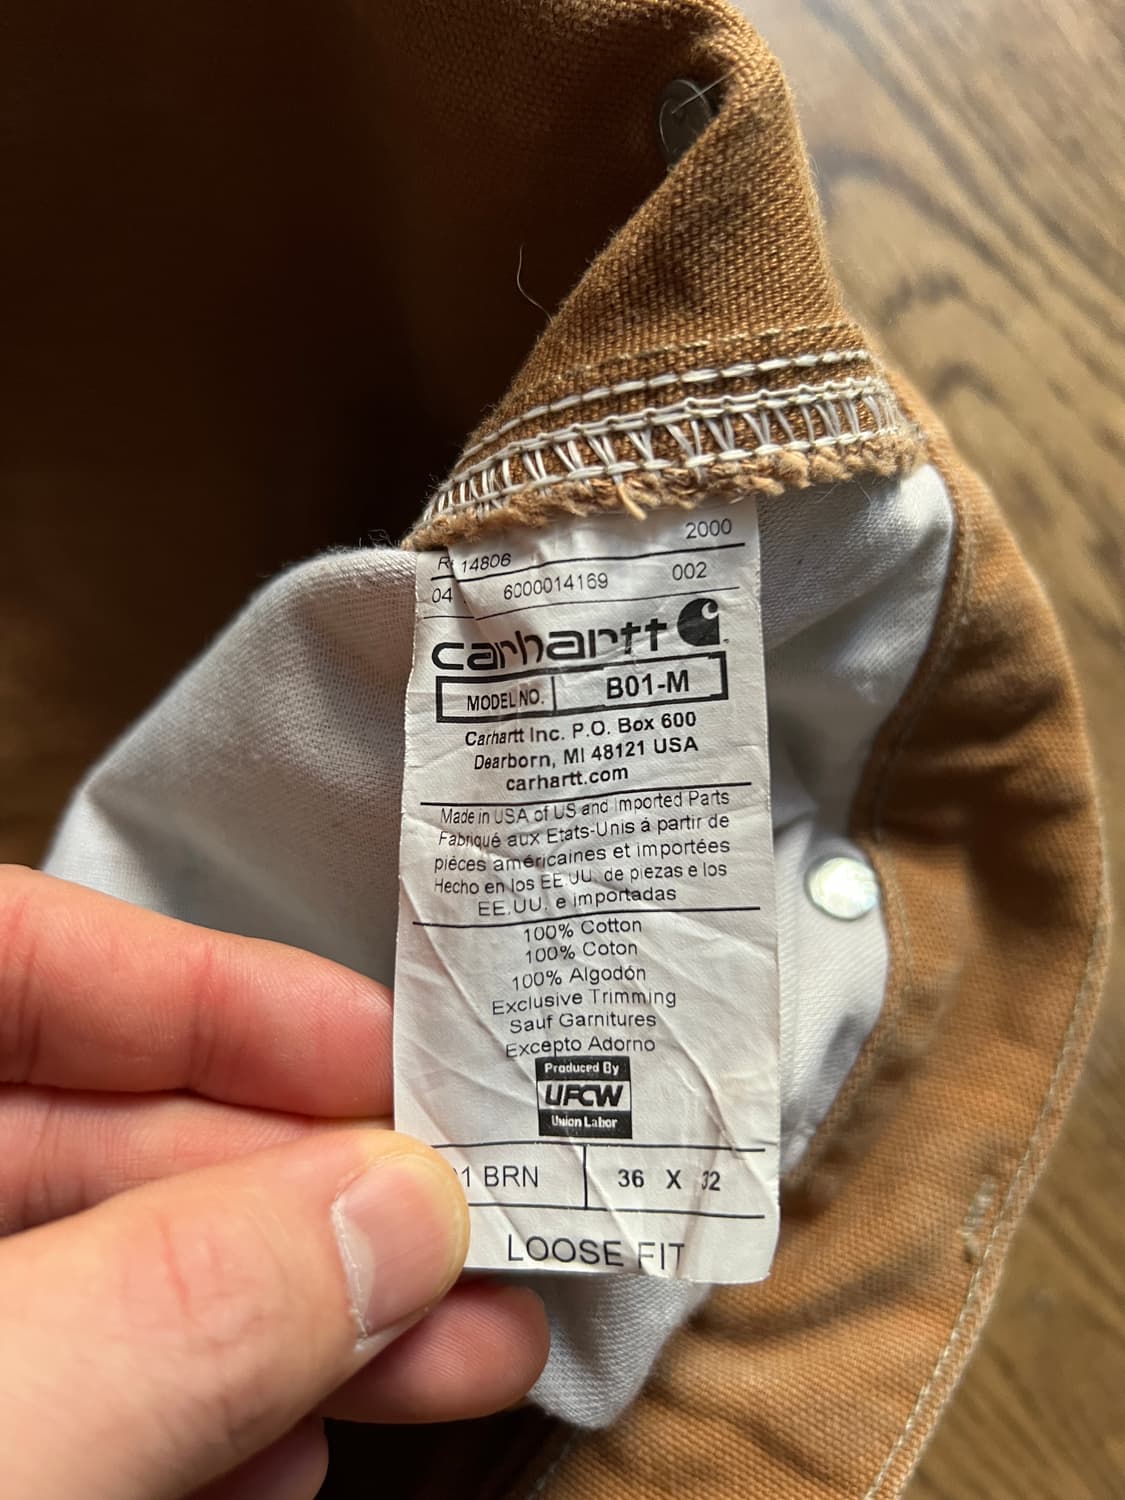 2000
14806
04 6000014169 002
carhartt
MODEL NO. B01-M
Carhartt Inc. P.O. Box 600
Dearborn, MI 48121 USA
carhartt.com
Made in USA of US and Imported Parts
Fabriqué aux Etats-Unis á partir de
pièces américaines et importées
Hecho en los EE.UU. de piezas e los
EE.UU. e importadas
100% Cotton
100% Coton
100% Algodón
Exclusive Trimming
Sauf Garnitures
Excepto Adorno
Produced By
UFCW
Union Labor
BRN 36 X 32
LOOSE FIT